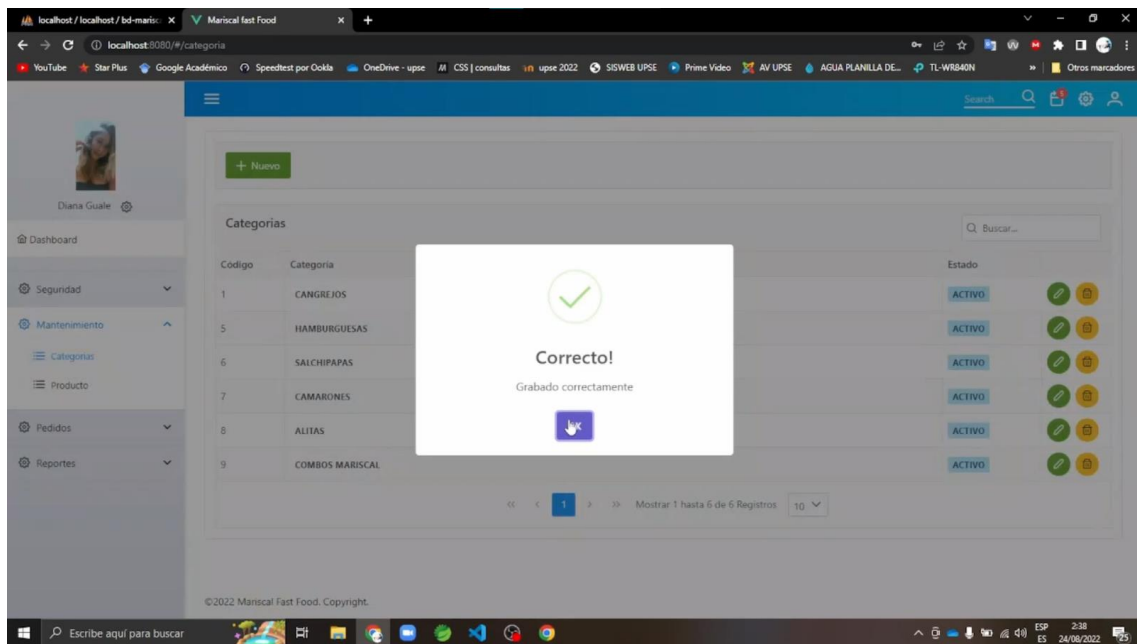 localhost / localhost / bd-marisc
Mariscal fast Food
localhost:8080/#/categoria
YouTube Star Plus Google Académico Speedtest por Ookla OneDrive - upse CSS | consultas upse 2022 SISWEB UPSE Prime Video AV UPSE AGUA PLANILLA DE... TL-WR840N » Otros marcadores
Search
+ Nuevo
Diana Guale
Dashboard
Seguridad
Mantenimiento
Categorias
Producto
Pedidos
Reportes
Categorias
Buscar...
Código Categoria Estado
1 CANGREJOS ACTIVO
5 HAMBURGUESAS ACTIVO
6 SALCHIPAPAS ACTIVO
7 CAMARONES ACTIVO
8 ALITAS ACTIVO
9 COMBOS MARISCAL ACTIVO
Correcto!
Grabado correctamente
<< < 1 > >> Mostrar 1 hasta 6 de 6 Registros 10
©2022 Mariscal Fast Food. Copyright.
Escribe aquí para buscar
ESP 2:38
ES 24/08/2022